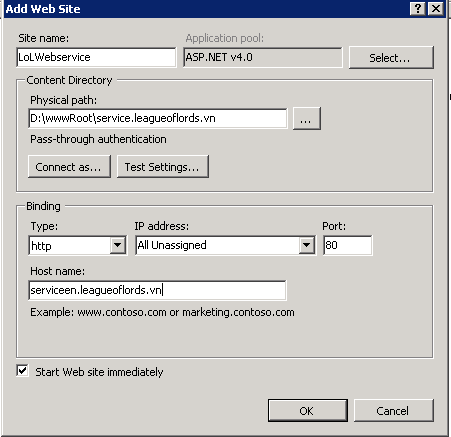 Add Web Site
Site name: Application pool:
LoLWebservice ASP.NET v4.0 Select...
Content Directory
Physical path:
D:\wwwRoot\service.leagueoflords.vn ...
Pass-through authentication
Connect as... Test Settings...
Binding
Type: IP address: Port:
http All Unassigned 80
Host name:
serviceen.leagueoflords.vn
Example: www.contoso.com or marketing.contoso.com
Start Web site immediately
OK Cancel